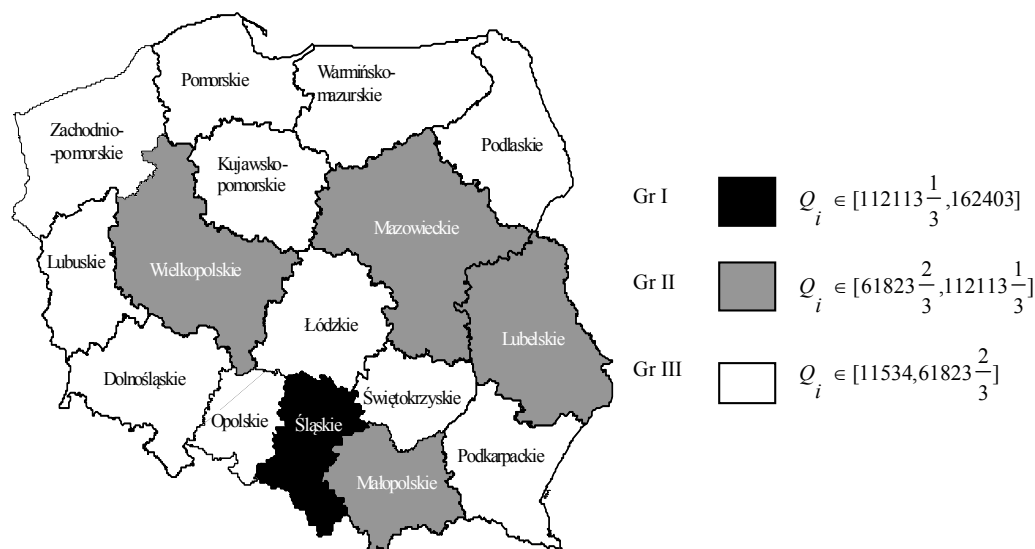 Pomorskie
Warmińsko-
mazurskie
Zachodnio-
-pomorskie
Podlaskie
Kujawsko-
pomorskie
Mazowieckie
Lubuskie
Wielkopolskie
Łódzkie
Lubelskie
Dolnośląskie
Opolskie
Śląskie
Świętokrzyskie
Podkarpackie
Małopolskie
Gr I
Q_i ∈ [112113 1/3 ,162403]
Gr II
Q_i ∈ [61823 2/3 ,112113 1/3]
Gr III
Q_i ∈ [11534,61823 2/3]